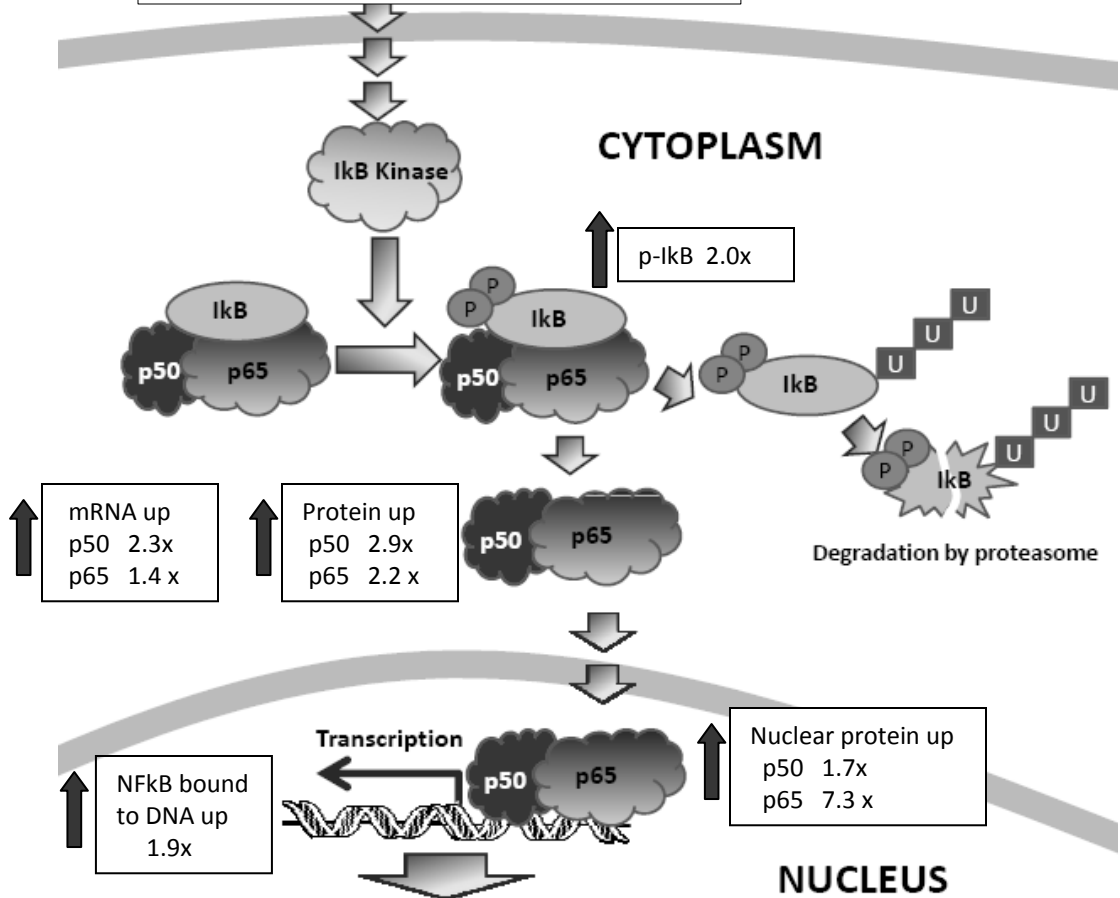 CYTOPLASM
IkB Kinase
p-IkB 2.0x
P
P
IkB
IkB
p50
p65
p50
p65
P
P
IkB
U
U
U
P
P
IkB
U
U
U
Degradation by proteasome
mRNA up
p50 2.3x
p65 1.4 x
Protein up
p50 2.9x
p65 2.2 x
p50
p65
Transcription
p50
p65
Nuclear protein up
p50 1.7x
p65 7.3 x
NFkB bound
to DNA up
1.9x
NUCLEUS